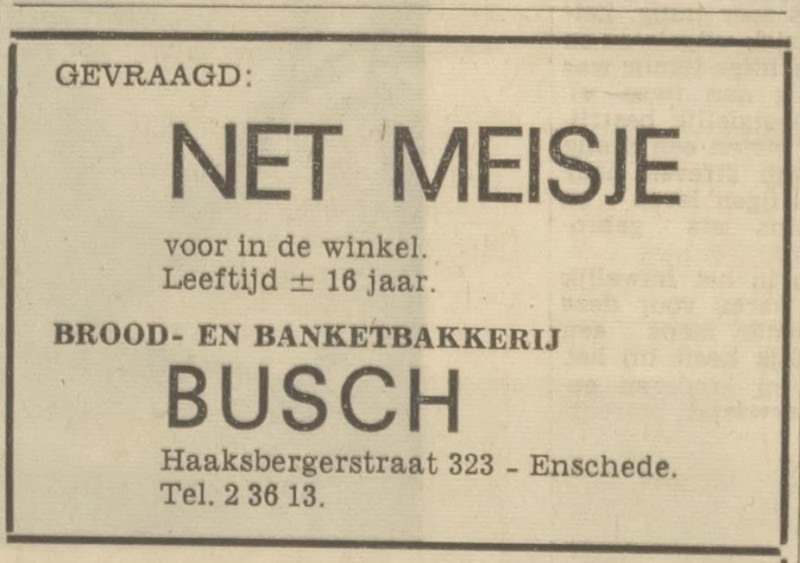 GEVRAAGD:
NET MEISJE
voor in de winkel.
Leeftijd ± 16 jaar.
BROOD- EN BANKETBAKKERIJ
BUSCH
Haaksbergerstraat 323 - Enschede.
Tel. 2 36 13.